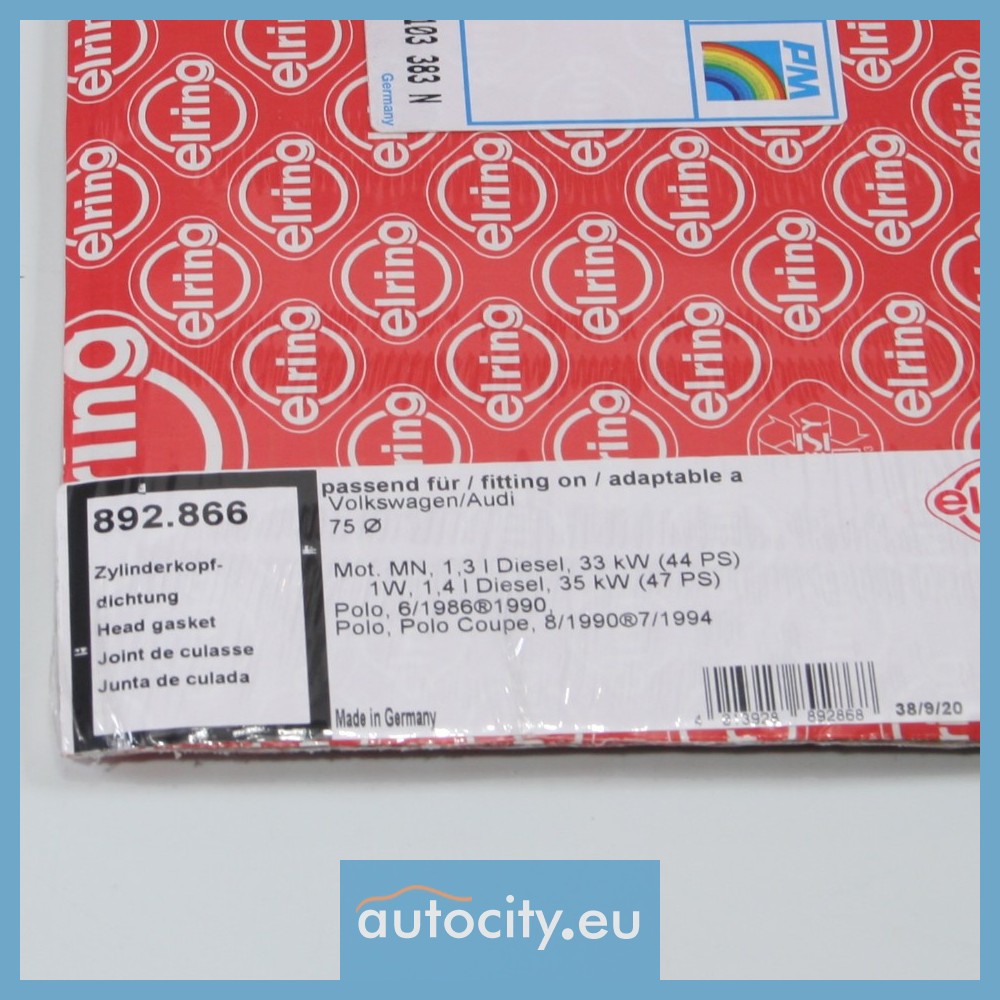 103 383 N
Germany
PM
elring
passend für / fitting on / adaptable a
Volkswagen/Audi
75 Ø
892.866
Zylinderkopf-
dichtung
Head gasket
Joint de culasse
Junta de culada
Mot. MN, 1,3 l Diesel, 33 kW (44 PS)
1W, 1,4 l Diesel, 35 kW (47 PS)
Polo, 6/1986®1990,
Polo, Polo Coupe, 8/1990®7/1994
Made in Germany
892868
38/9/20
autocity.eu